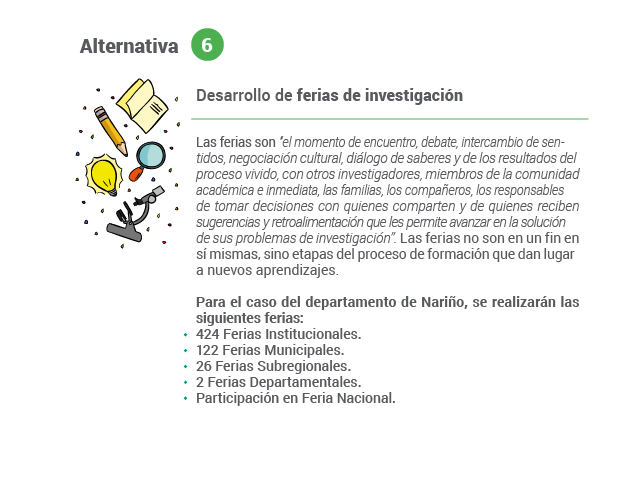 Alternativa 6
Desarrollo de ferias de investigación
Las ferias son "el momento de encuentro, debate, intercambio de sen-
tidos, negociación cultural, diálogo de saberes y de los resultados del
proceso vivido, con otros investigadores, miembros de la comunidad
académica e inmediata, las familias, los compañeros, los responsables
de tomar decisiones con quienes comparten y de quienes reciben
sugerencias y retroalimentación que les permite avanzar en la solución
de sus problemas de investigación". Las ferias no son en un fin en
sí mismas, sino etapas del proceso de formación que dan lugar
a nuevos aprendizajes.
Para el caso del departamento de Nariño, se realizarán las
siguientes ferias:
• 424 Ferias Institucionales.
• 122 Ferias Municipales.
• 26 Ferias Subregionales.
• 2 Ferias Departamentales.
• Participación en Feria Nacional.